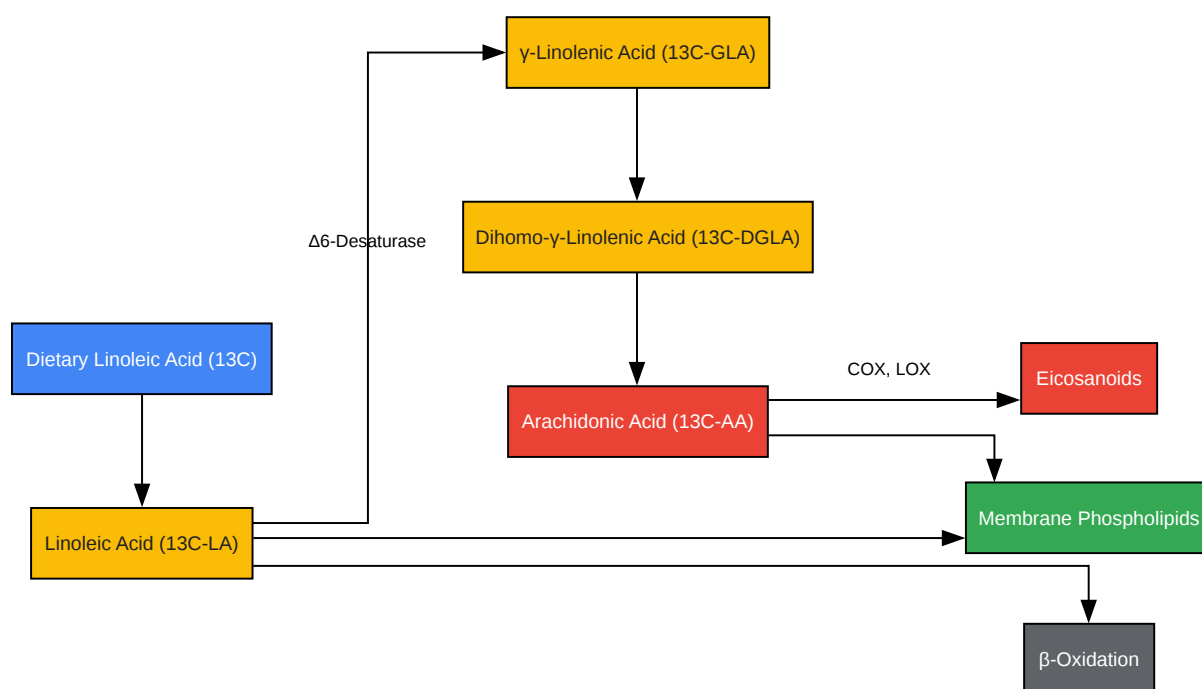 γ-Linolenic Acid (13C-GLA)
Δ6-Desaturase
Dihomo-γ-Linolenic Acid (13C-DGLA)
Dietary Linoleic Acid (13C)
COX, LOX
Eicosanoids
Arachidonic Acid (13C-AA)
Membrane Phospholipids
Linoleic Acid (13C-LA)
β-Oxidation